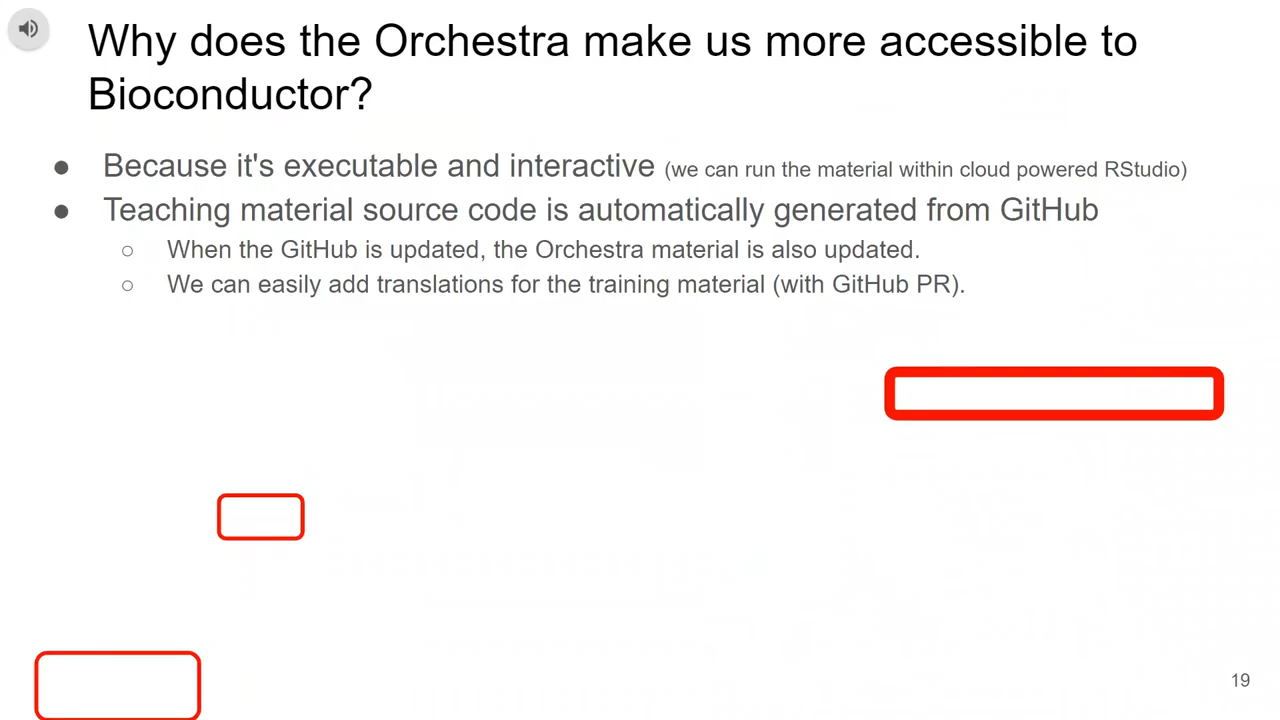 Why does the Orchestra make us more accessible to
Bioconductor?
● Because it's executable and interactive (we can run the material within cloud powered RStudio)
● Teaching material source code is automatically generated from GitHub
○ When the GitHub is updated, the Orchestra material is also updated.
○ We can easily add translations for the training material (with GitHub PR).
19